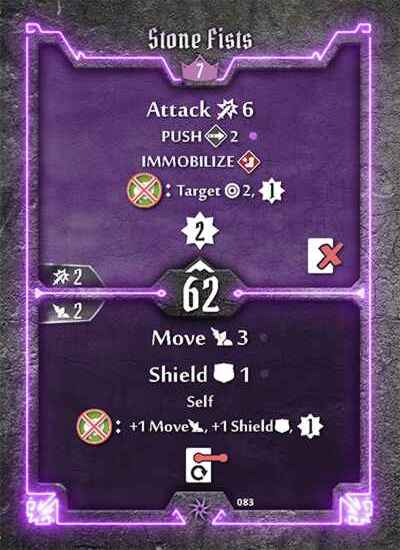 Stone Fists
7
Attack 6
PUSH 2
IMMOBILIZE
: Target 2, 1
2
2
62
2
Move 3
Shield 1
Self
: +1 Move, +1 Shield, 1
083